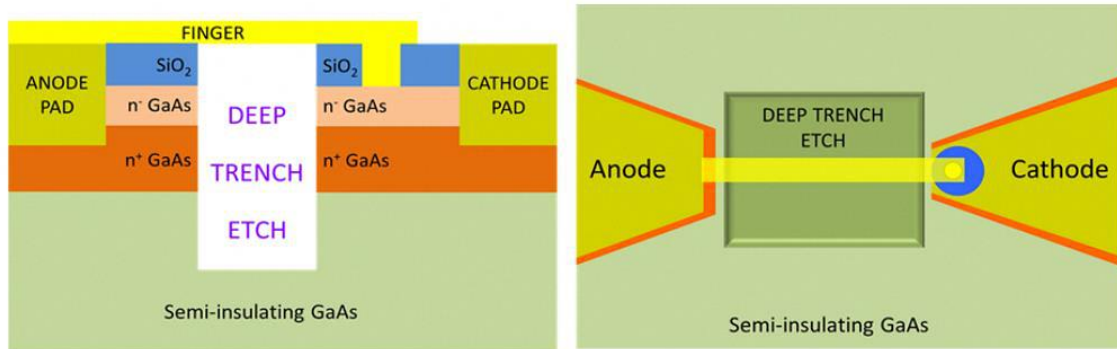 FINGER
ANODE
PAD
SiO₂
SiO₂
CATHODE
PAD
n⁻ GaAs
DEEP
n⁻ GaAs
n⁺ GaAs
TRENCH
n⁺ GaAs
ETCH
Semi-insulating GaAs
DEEP TRENCH
ETCH
Anode
Cathode
Semi-insulating GaAs